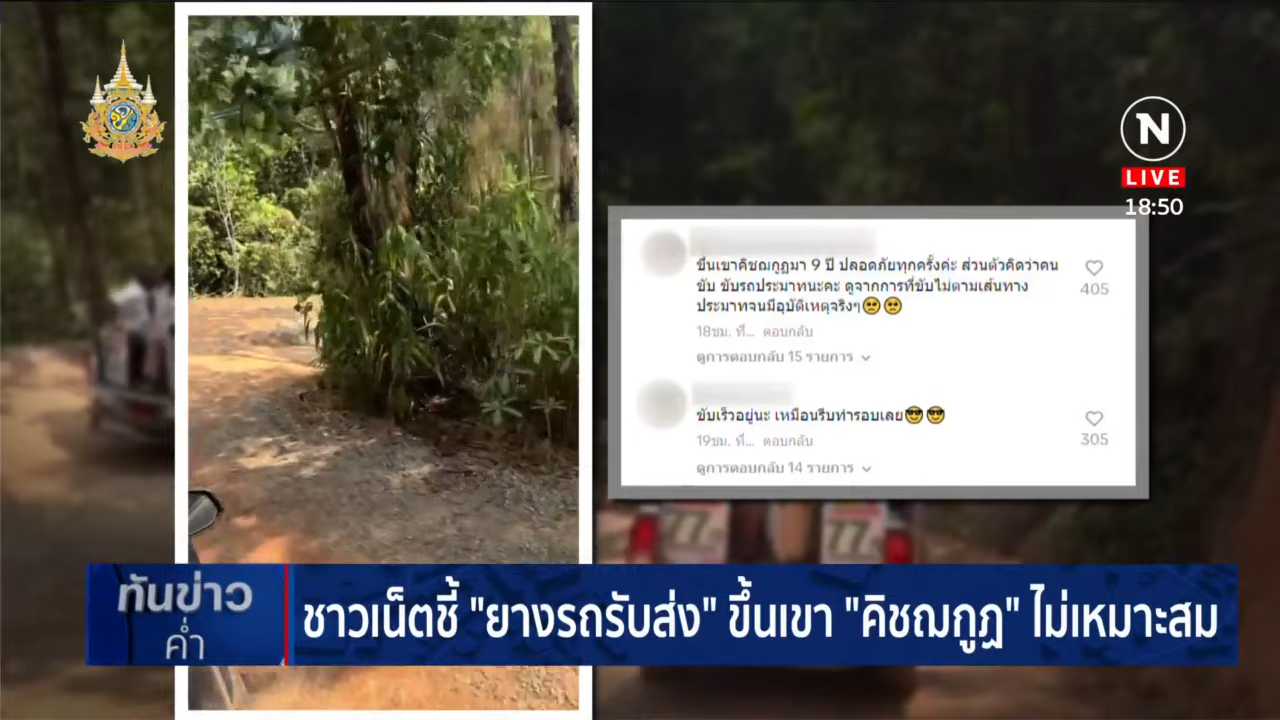 N
LIVE
18:50
ขึ้นเขาคิชฌกูฏมา 9 ปี ปลอดภัยทุกครั้งค่ะ ส่วนตัวคิดว่าคน
ขับ ขับรถประมาทนะคะ ดูจากการที่ขับไม่ตามเส้นทาง
ประมาทจนมีอุบัติเหตุจริงๆ🥺🥺
405
18ชม. ที่... ตอบกลับ
ดูการตอบกลับ 15 รายการ
ขับเร็วอยู่นะ เหมือนรีบทำรอบเลย😎😎
305
19ชม. ที่... ตอบกลับ
ดูการตอบกลับ 14 รายการ
777
777
ทันข่าว
ค่ำ
ชาวเน็ตชี้ "ยางรถรับส่ง" ขึ้นเขา "คิชฌกูฏ" ไม่เหมาะสม